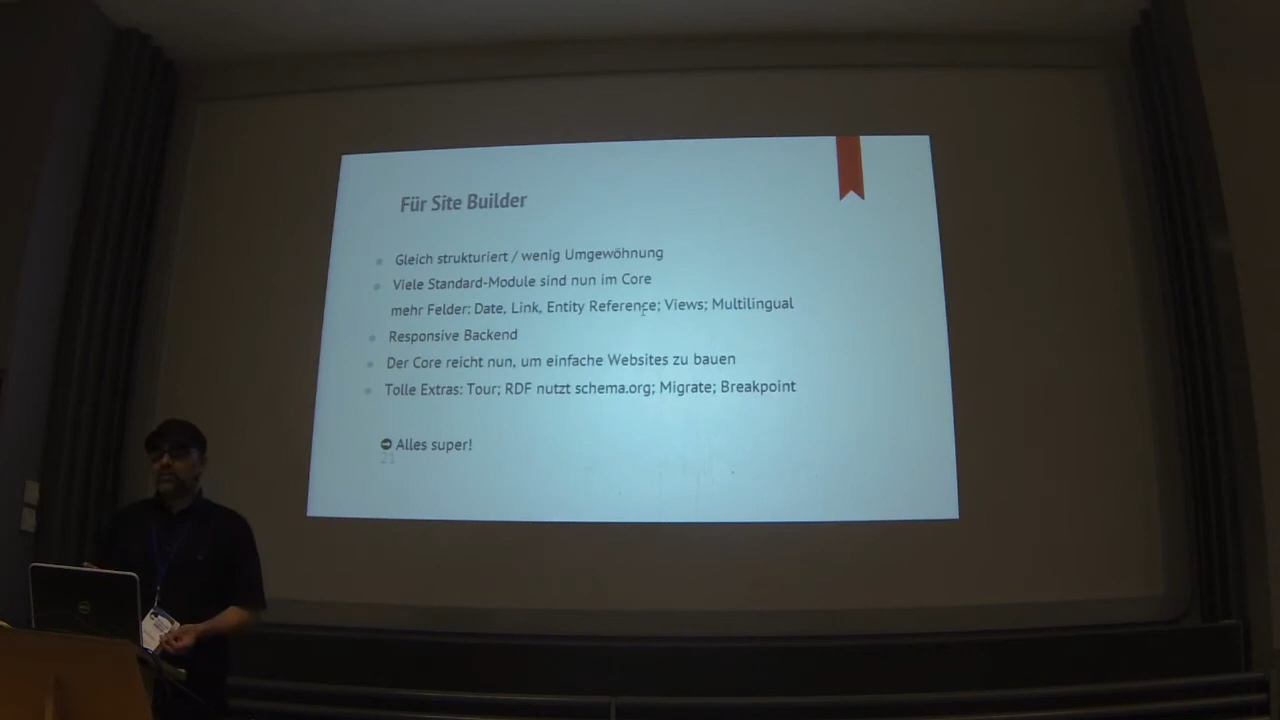 Für Site Builder
Gleich strukturiert / wenig Umgewöhnung
Viele Standard-Module sind nun im Core
mehr Felder: Date, Link, Entity Reference; Views; Multilingual
Responsive Backend
Der Core reicht nun, um einfache Websites zu bauen
Tolle Extras: Tour; RDF nutzt schema.org; Migrate; Breakpoint
Alles super!
21